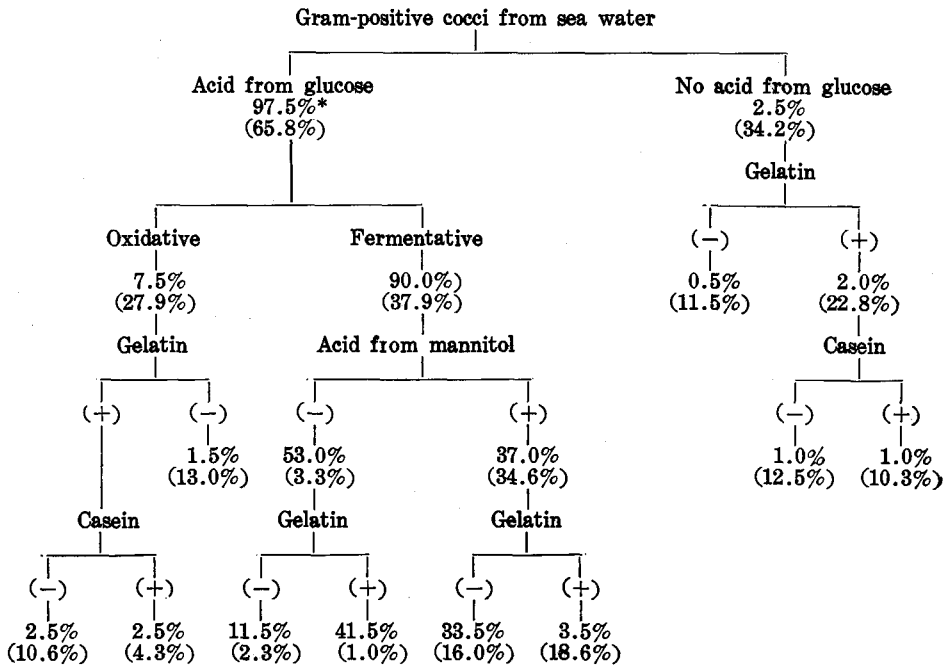 Gram-positive cocci from sea water
Acid from glucose No acid from glucose
97.5%* 2.5%
(65.8%) (34.2%)
Gelatin
Oxidative Fermentative (−) (+)
7.5% 90.0%) 0.5% 2.0%
(27.9%) (37.9%) (11.5%) (22.8%)
Gelatin Acid from mannitol Casein
(+) (−) (−) (+) (−) (+)
1.5% 53.0% 37.0% 1.0% 1.0%
(13.0%) (3.3%) (34.6%) (12.5%) (10.3%)
Casein Gelatin Gelatin
(−) (+) (−) (+) (−) (+)
2.5% 2.5% 11.5% 41.5% 33.5% 3.5%
(10.6%) (4.3%) (2.3%) (1.0%) (16.0%) (18.6%)